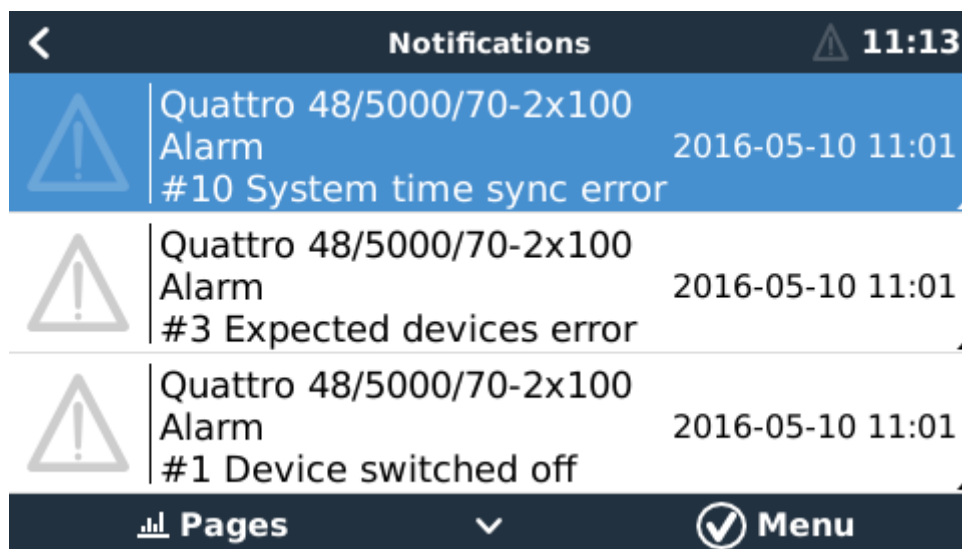 Notifications 11:13
Quattro 48/5000/70-2x100
Alarm 2016-05-10 11:01
#10 System time sync error
Quattro 48/5000/70-2x100
Alarm 2016-05-10 11:01
#3 Expected devices error
Quattro 48/5000/70-2x100
Alarm 2016-05-10 11:01
#1 Device switched off
Pages Menu